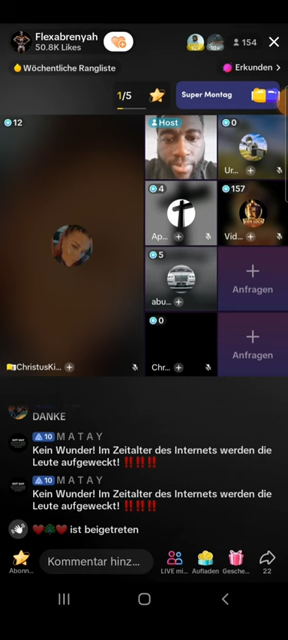 Flexabrenyah
50.8K Likes
154
Wöchentliche Rangliste
Erkunden >
1/5
Super Montag
12
Host
0
Ur...
4
Ap...
157
Vid...
5
abu...
Anfragen
0
Chr...
Anfragen
ChristusKi...
DANKE
10 M A T A Y
Kein Wunder! Im Zeitalter des Internets werden die
Leute aufgeweckt! ‼️‼️‼️
10 M A T A Y
Kein Wunder! Im Zeitalter des Internets werden die
Leute aufgeweckt! ‼️‼️‼️
❤️☘️❤️ ist beigetreten
Kommentar hinz...
Abonn..
LIVE mi...
Aufladen
Gesche...
22